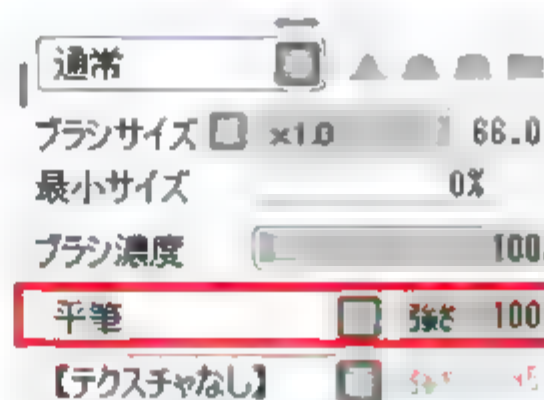 通常
ブラシサイズ ×1.0 66.0
最小サイズ 0%
ブラシ濃度 100
平筆 強さ 100
【テクスチャなし】